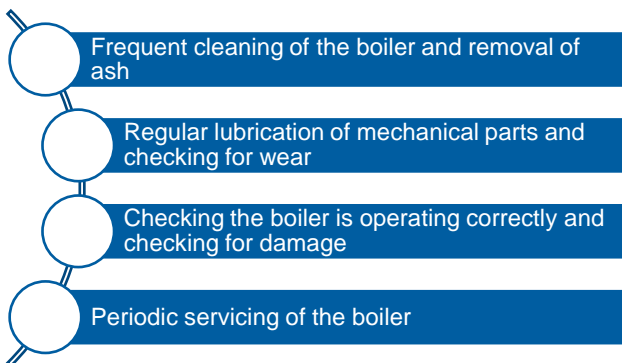 Frequent cleaning of the boiler and removal of
ash
Regular lubrication of mechanical parts and
checking for wear
Checking the boiler is operating correctly and
checking for damage
Periodic servicing of the boiler